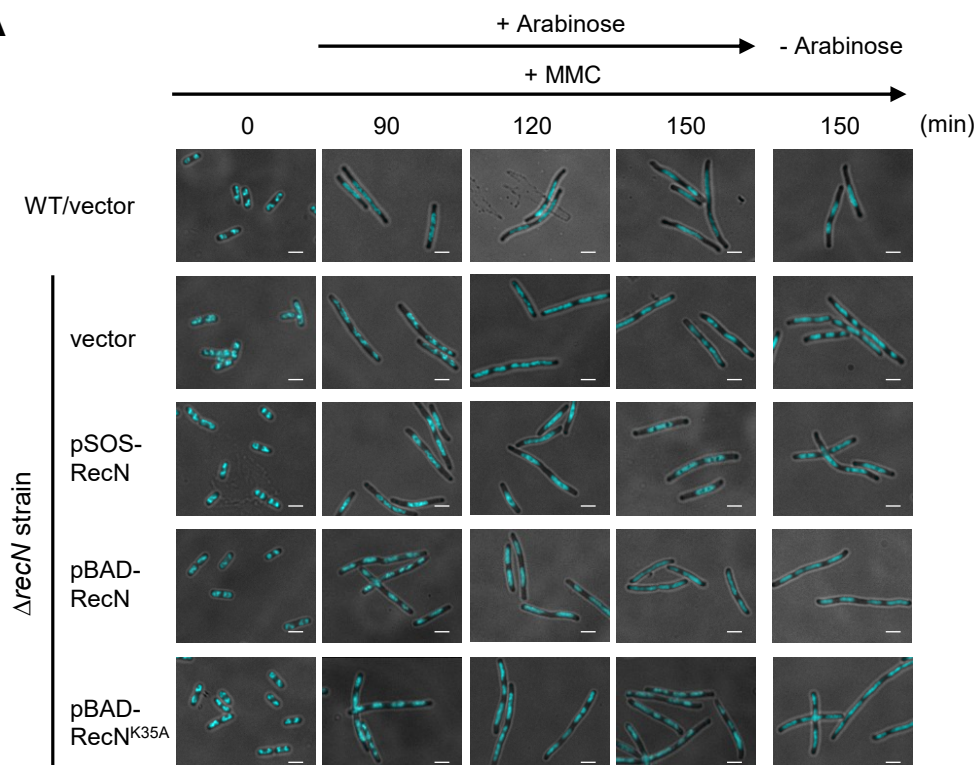 A
+ Arabinose
- Arabinose
+ MMC
0 90 120 150 150 (min)
WT/vector
vector
pSOS-
RecN
pBAD-
RecN
pBAD-
RecNK35A
ΔrecN strain